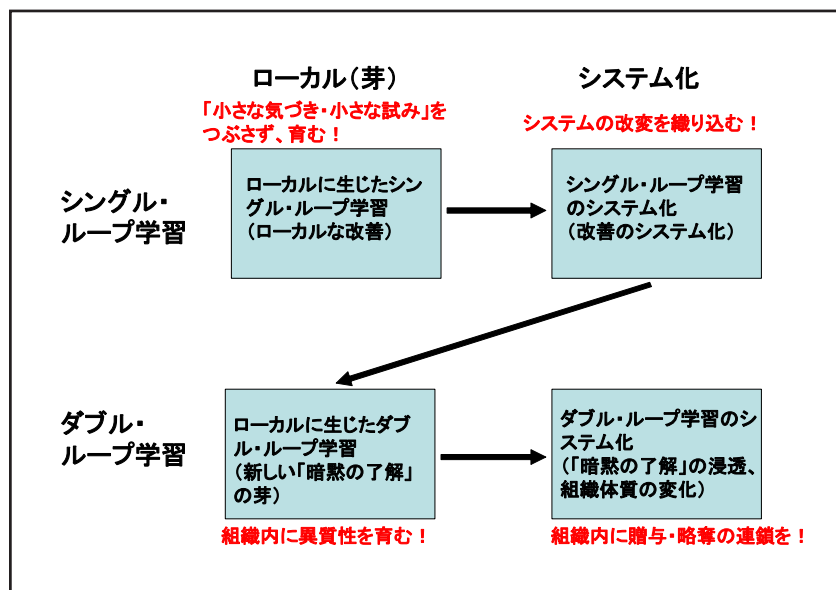 ローカル（芽）
システム化
「小さな気づき・小さな試み」を
つぶさず、育む！
システムの改変を織り込む！
シングル・
ループ学習
ローカルに生じたシン
グル・ループ学習
（ローカルな改善）
シングル・ループ学習
のシステム化
（改善のシステム化）
ダブル・
ループ学習
ローカルに生じたダブ
ル・ループ学習
（新しい「暗黙の了解」
の芽）
ダブル・ループ学習のシ
ステム化
（「暗黙の了解」の浸透、
組織体質の変化）
組織内に異質性を育む！
組織内に贈与・略奪の連鎖を！